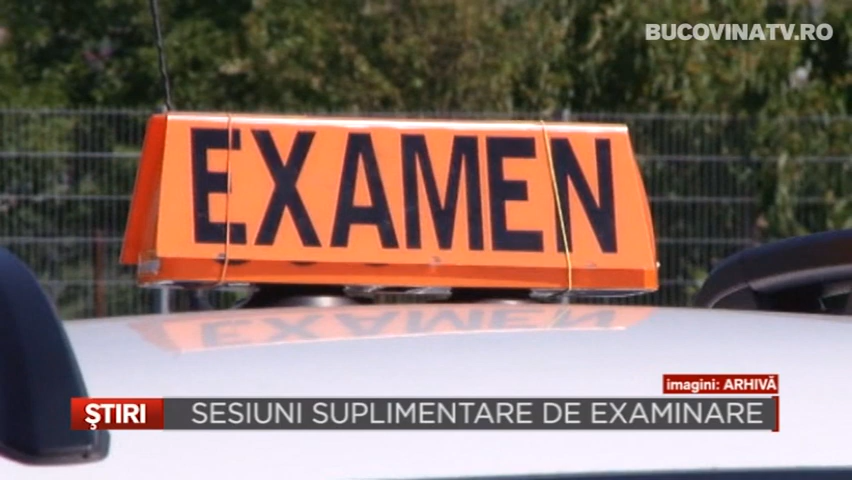 BUCOVINATV.RO
EXAMEN
imagini: ARHIVĂ
ŞTIRI SESIUNI SUPLIMENTARE DE EXAMINARE